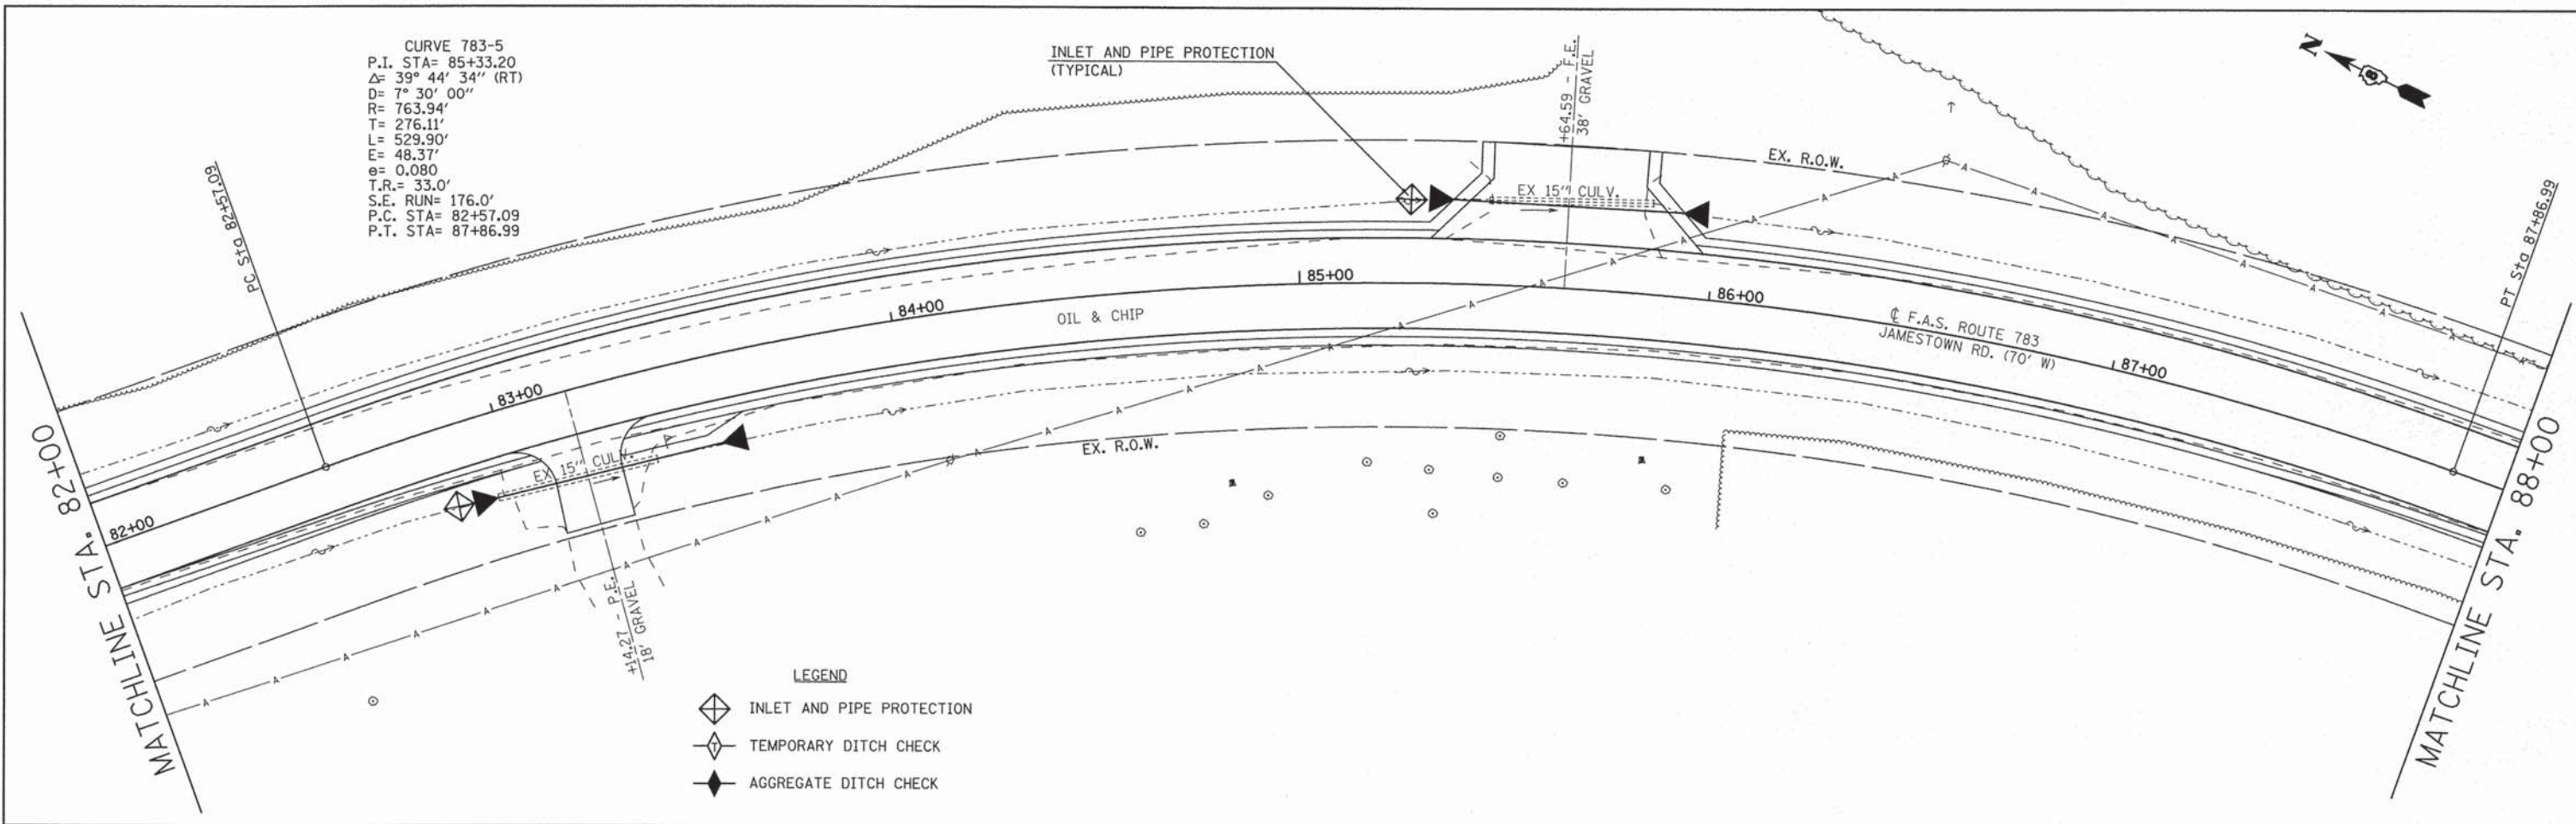 CURVE 783-5
P.I. STA= 85+33.20
Δ= 39° 44' 34" (RT)
D= 7° 30' 00"
R= 763.94'
T= 276.11'
L= 529.90'
E= 48.37'
e= 0.080
T.R.= 33.0'
S.E. RUN= 176.0'
P.C. STA= 82+57.09
P.T. STA= 87+86.99
INLET AND PIPE PROTECTION
(TYPICAL)
+64.59 - F.E.
38' GRAVEL
N
PC Sta 82+57.09
EX. R.O.W.
EX 15" CULV.
PT Sta 87+86.99
82+00
83+00
84+00
85+00
86+00
87+00
OIL & CHIP
℄ F.A.S. ROUTE 783
JAMESTOWN RD. (70' W)
EX 15" CULV.
EX. R.O.W.
+14.27 - P.E.
18' GRAVEL
MATCHLINE STA. 82+00
MATCHLINE STA. 88+00
LEGEND
INLET AND PIPE PROTECTION
T TEMPORARY DITCH CHECK
AGGREGATE DITCH CHECK